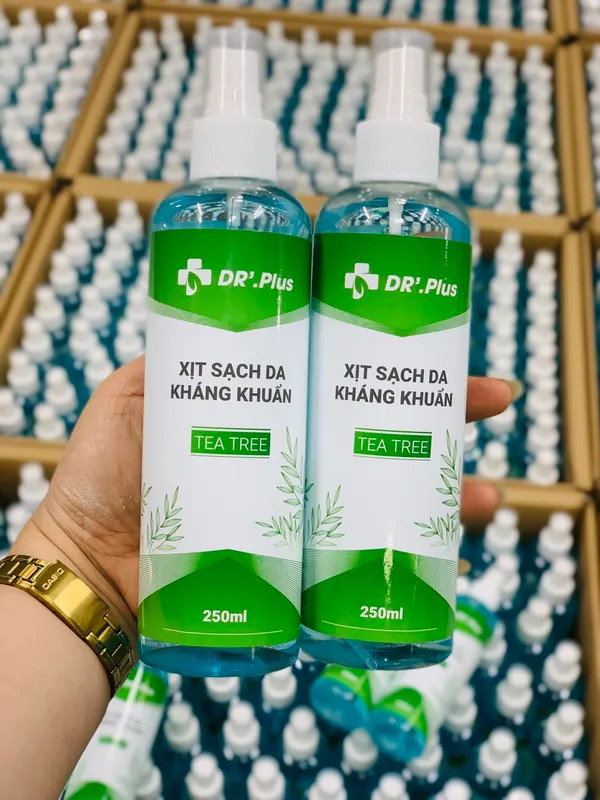 DR'.Plus
XỊT SẠCH DA
KHÁNG KHUẨN
TEA TREE
250ml
DR'.Plus
XỊT SẠCH DA
KHÁNG KHUẨN
TEA TREE
250ml
CASIO